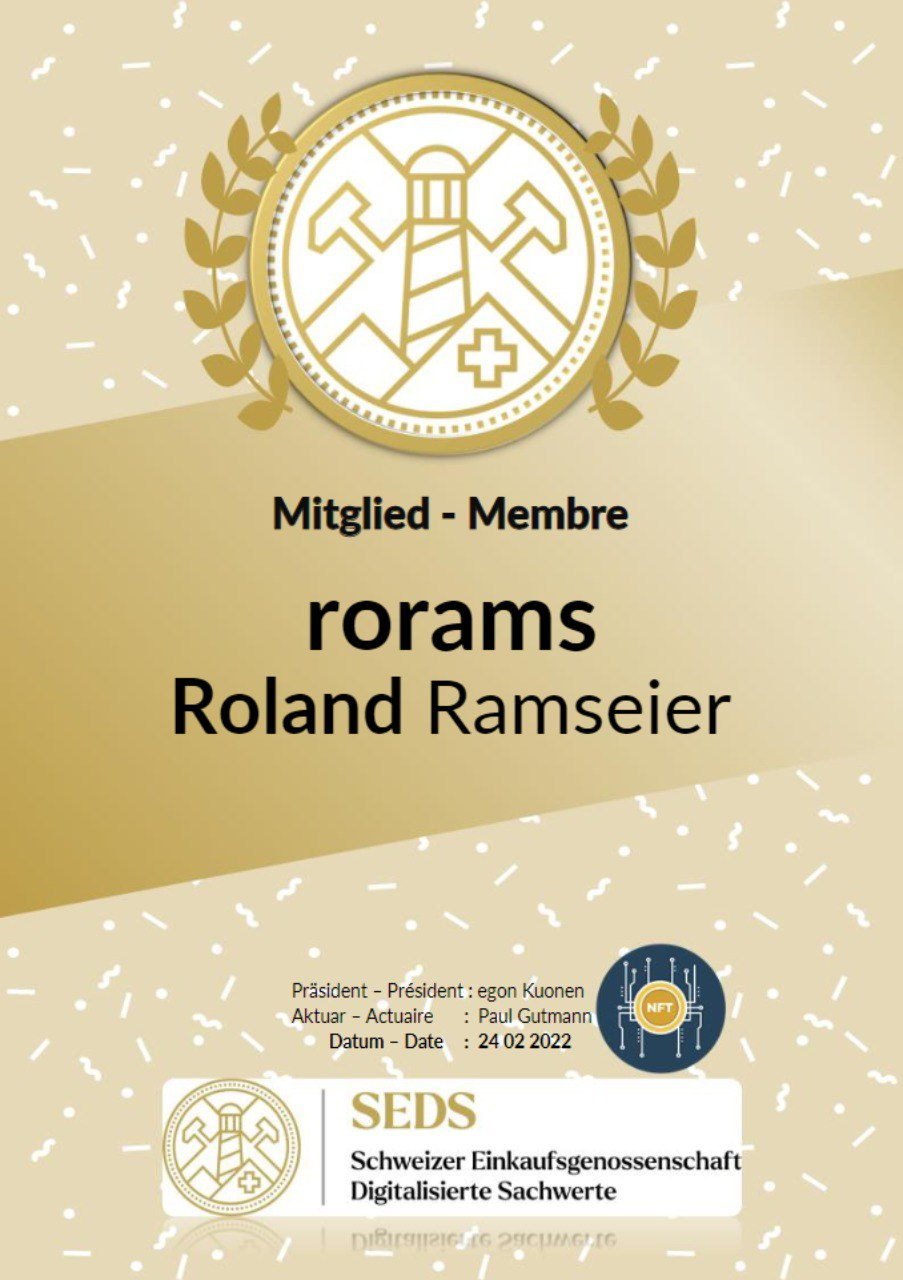 Mitglied - Membre
rorams
Roland Ramseier
Präsident – Président : egon Kuonen
Aktuar – Actuaire : Paul Gutmann
Datum – Date : 24 02 2022
NFT
SEDS
Schweizer Einkaufsgenossenschaft
Digitalisierte Sachwerte